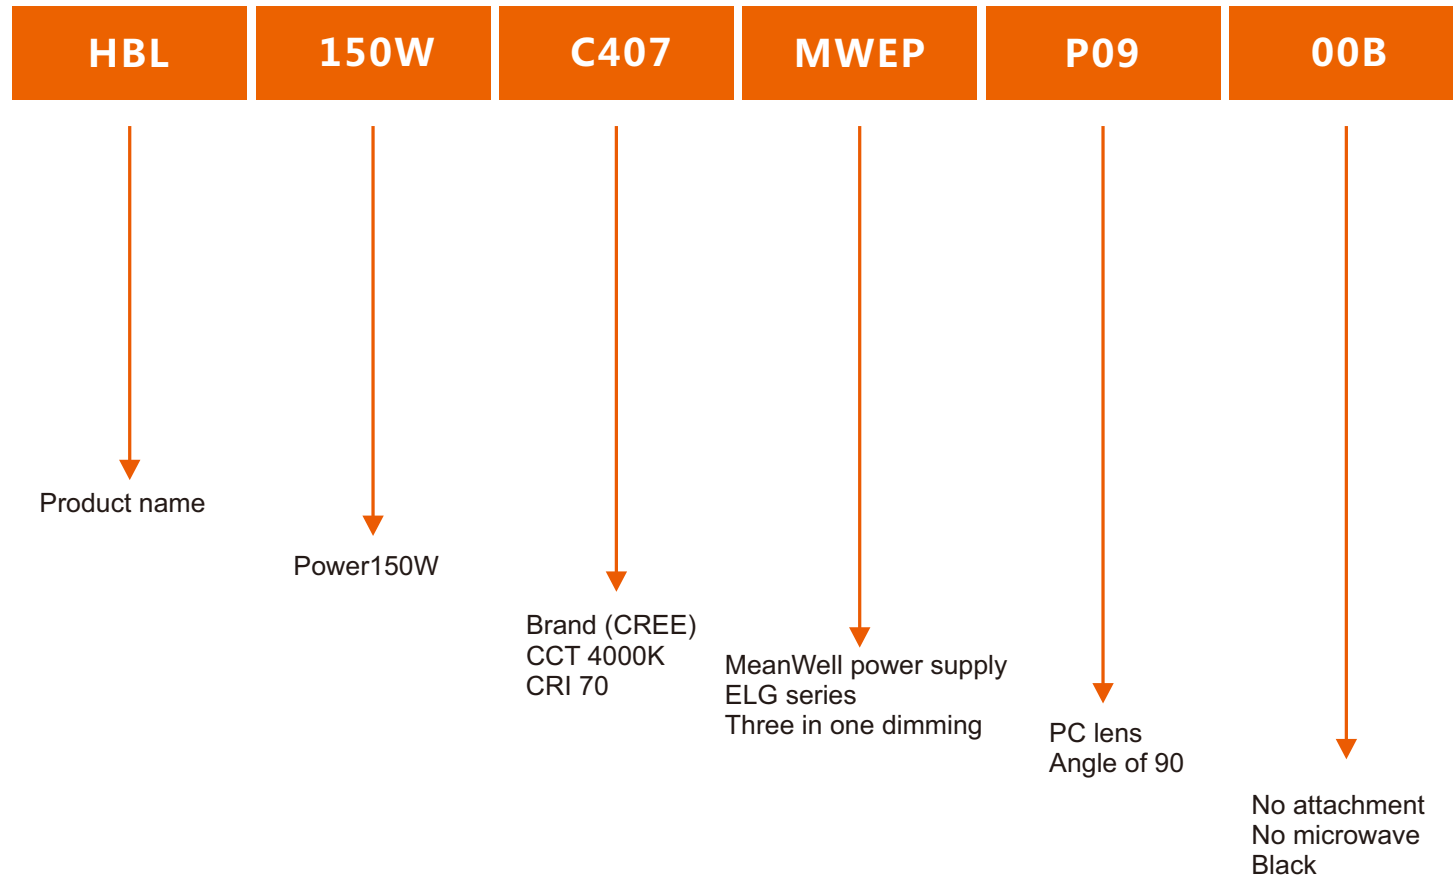 HBL 150W C407 MWEP P09 00B
Product name
Power150W
Brand (CREE)
CCT 4000K
CRI 70
MeanWell power supply
ELG series
Three in one dimming
PC lens
Angle of 90
No attachment
No microwave
Black